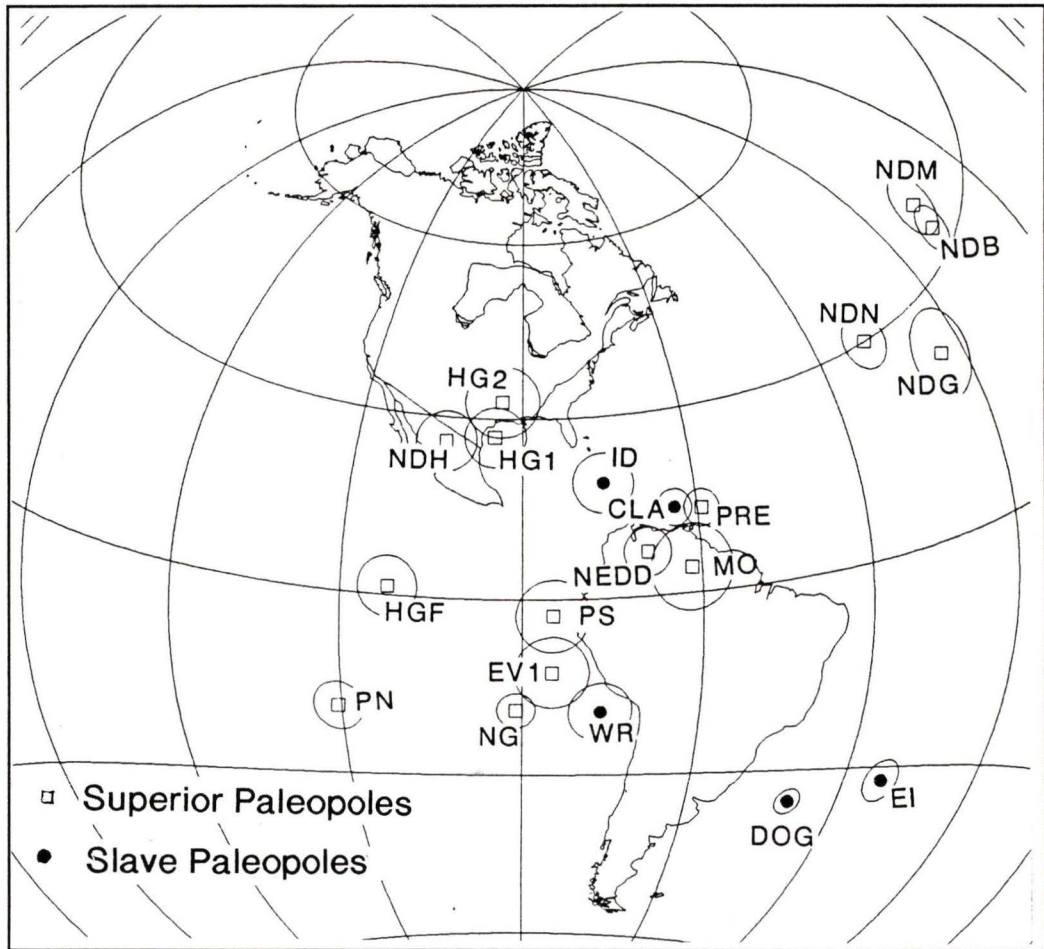 NDM
NDB
NDN
NDG
HG2
NDH
HG1
ID
CLA
PRE
NEDD
MO
HGF
PS
EV1
PN
NG
WR
EI
DOG
Superior Paleopoles
Slave Paleopoles